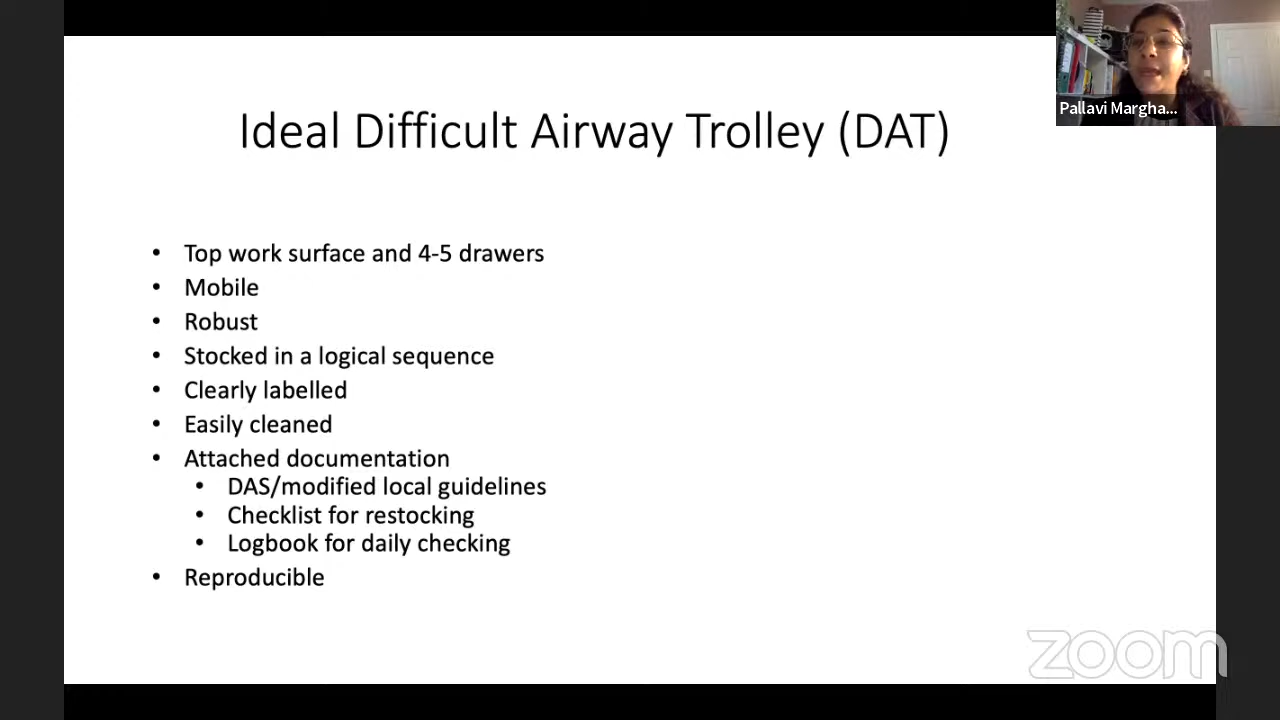 Pallavi Margha...
Ideal Difficult Airway Trolley (DAT)
• Top work surface and 4-5 drawers
• Mobile
• Robust
• Stocked in a logical sequence
• Clearly labelled
• Easily cleaned
• Attached documentation
• DAS/modified local guidelines
• Checklist for restocking
• Logbook for daily checking
• Reproducible
zoom